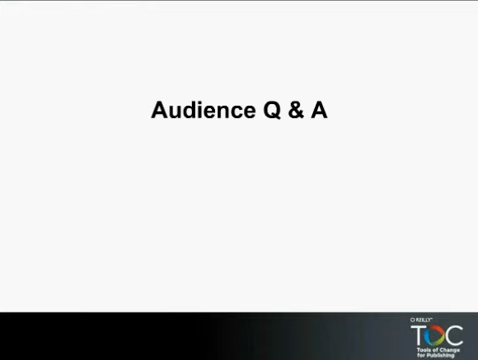 Audience Q & A
O'REILLY
TOC
Tools of Change
for Publishing